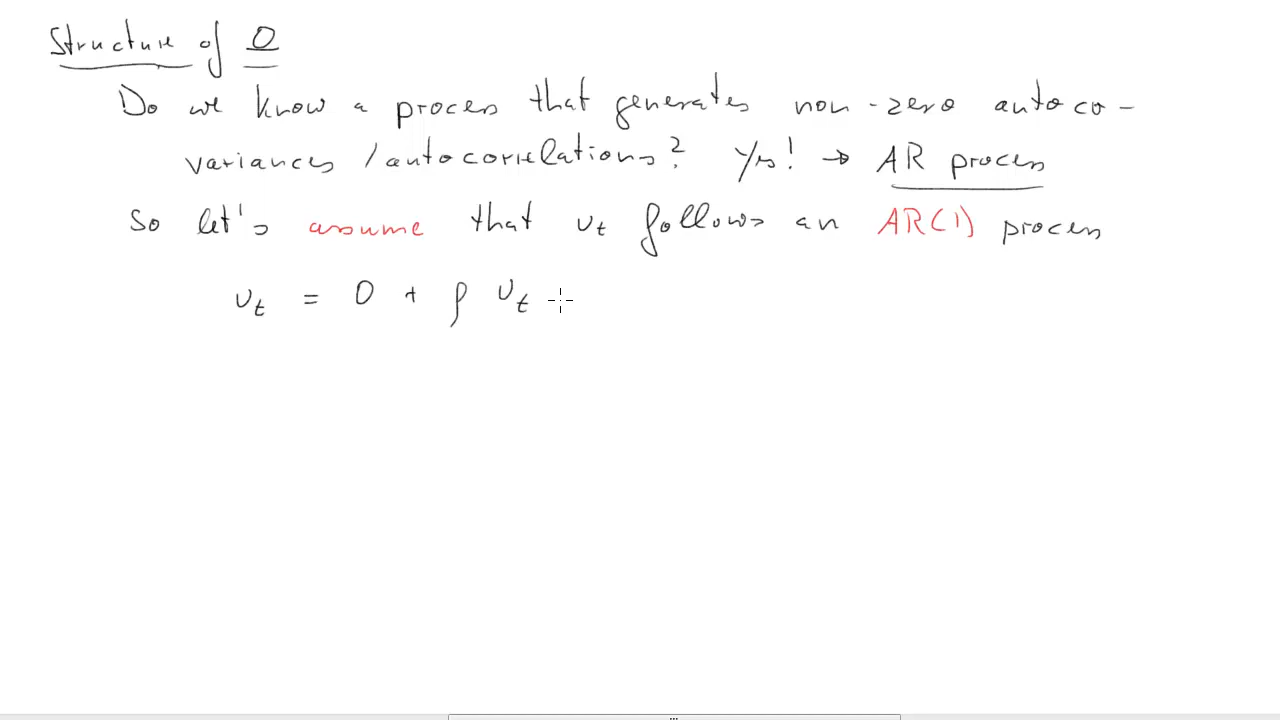 Structure of Ω
Do we know a process that generates non-zero autoco-
variances / autocorrelations? Yes! → AR process
So let's assume that υt follows an AR(1) process
υt = 0 + ρ υt